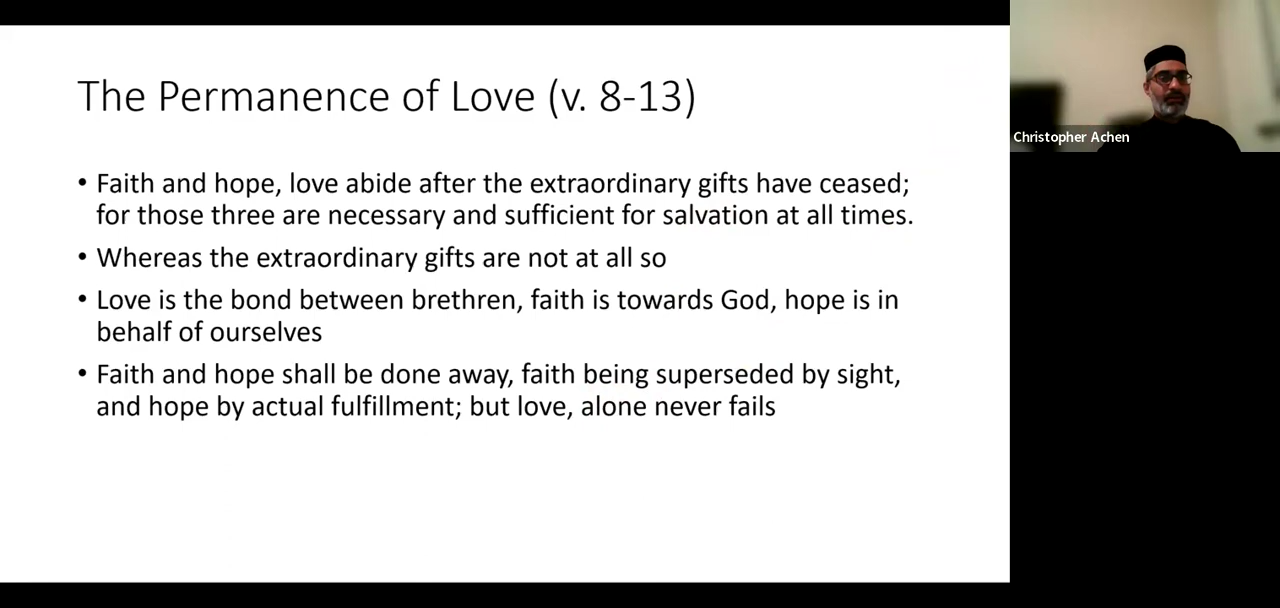 The Permanence of Love (v. 8-13)
• Faith and hope, love abide after the extraordinary gifts have ceased;
for those three are necessary and sufficient for salvation at all times.
• Whereas the extraordinary gifts are not at all so
• Love is the bond between brethren, faith is towards God, hope is in
behalf of ourselves
• Faith and hope shall be done away, faith being superseded by sight,
and hope by actual fulfillment; but love, alone never fails
Christopher Achen